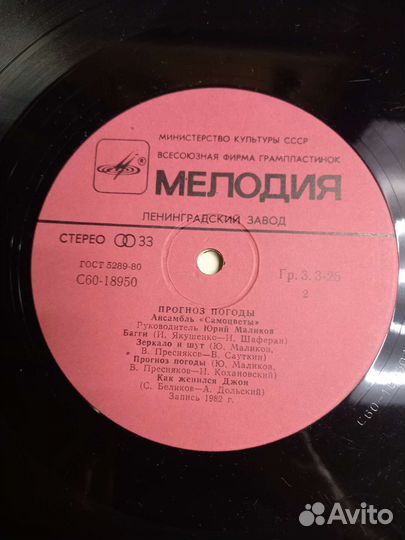 МИНИСТЕРСТВО КУЛЬТУРЫ СССР
ВСЕСОЮЗНАЯ ФИРМА ГРАМПЛАСТИНОК
МЕЛОДИЯ
ЛЕНИНГРАДСКИЙ ЗАВОД
СТЕРЕО 33
ГОСТ 5289-80
С60-18950
Гр. 3. 3-25
2
ПРОГНОЗ ПОГОДЫ
Ансамбль «Самоцветы»
Руководитель Юрий Маликов
Багги (И. Якушенко—И. Шаферан)
Зеркало и шут (Ю. Маликов,
В. Пресняков— В. Сауткин)
Прогноз погоды (Ю. Маликов,
В. Пресняков—И. Кохановский)
Как женился Джон
(С. Беликов—А. Дольский)
Запись 1982 г.
С60
Avito